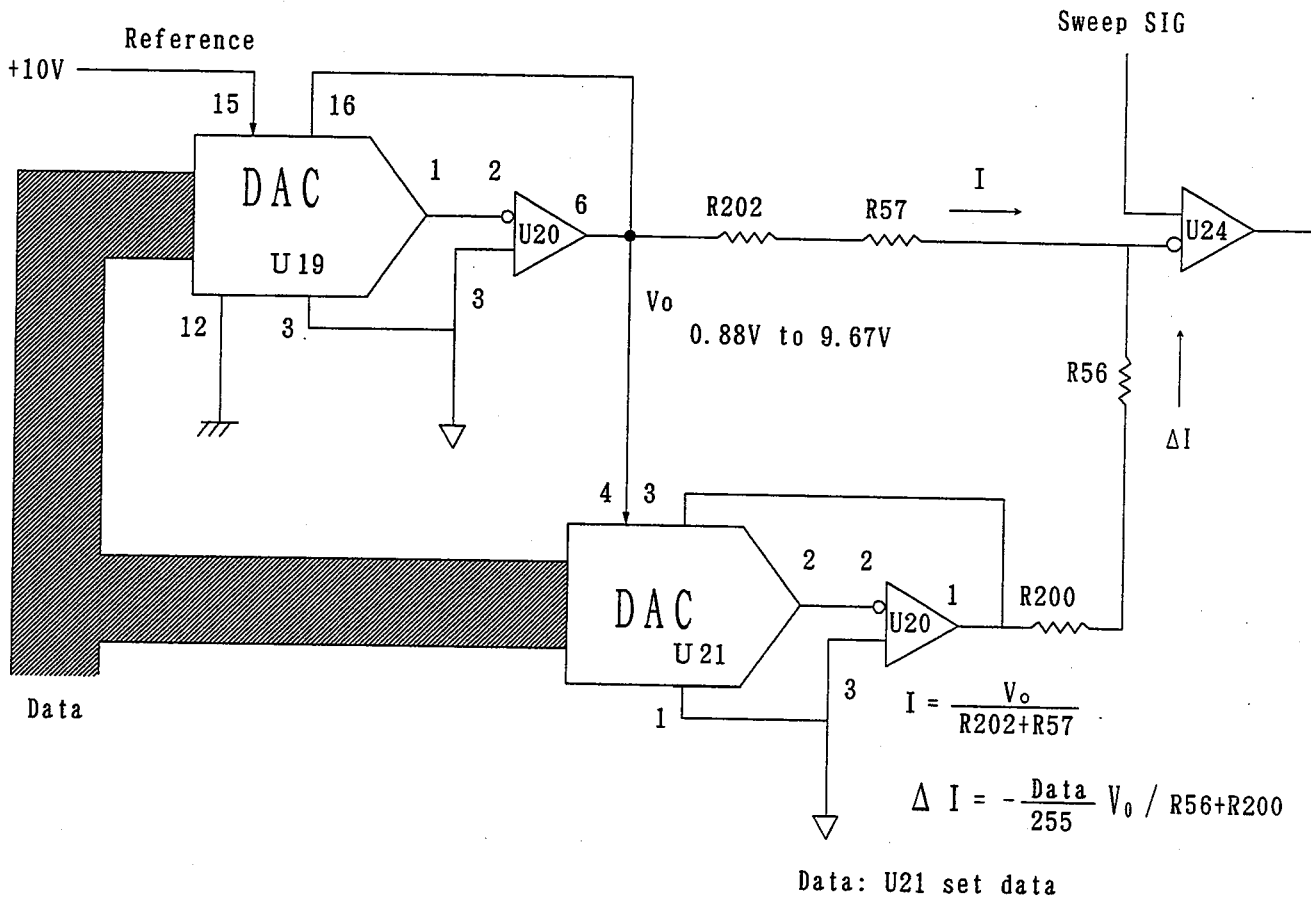 Reference
Sweep SIG
+10V
15
16
DAC
1
2
6
U20
U19
3
12
3
R202
R57
I
U24
Vo
0.88V to 9.67V
R56
ΔI
4
3
DAC
2
2
1
U20
R200
U21
1
3
Data
I = Vo / R202+R57
Δ I = - Data / 255 V0 / R56+R200
Data: U21 set data